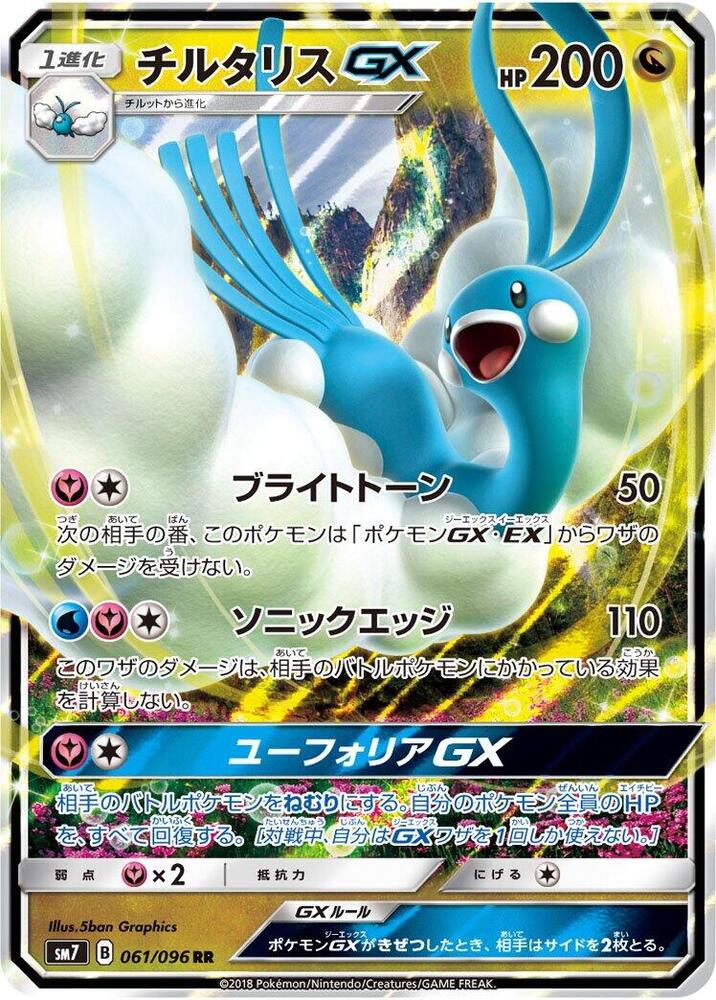 1進化 チルタリスGX HP200
チルットから進化
ブライトトーン 50
次の相手の番、このポケモンは「ポケモンGX・EX」からワザの
ダメージを受けない。
ソニックエッジ 110
このワザのダメージは、相手のバトルポケモンにかかっている効果
を計算しない。
ユーフォリアGX
相手のバトルポケモンをねむりにする。自分のポケモン全員のHP
を、すべて回復する。[対戦中、自分はGXワザを1回しか使えない。]
弱点 ×2 抵抗力 にげる
Illus.5ban Graphics
GXルール
ポケモンGXがきぜつしたとき、相手はサイドを2枚とる。
SM7 B 061/096 RR
©2018 Pokémon/Nintendo/Creatures/GAME FREAK.